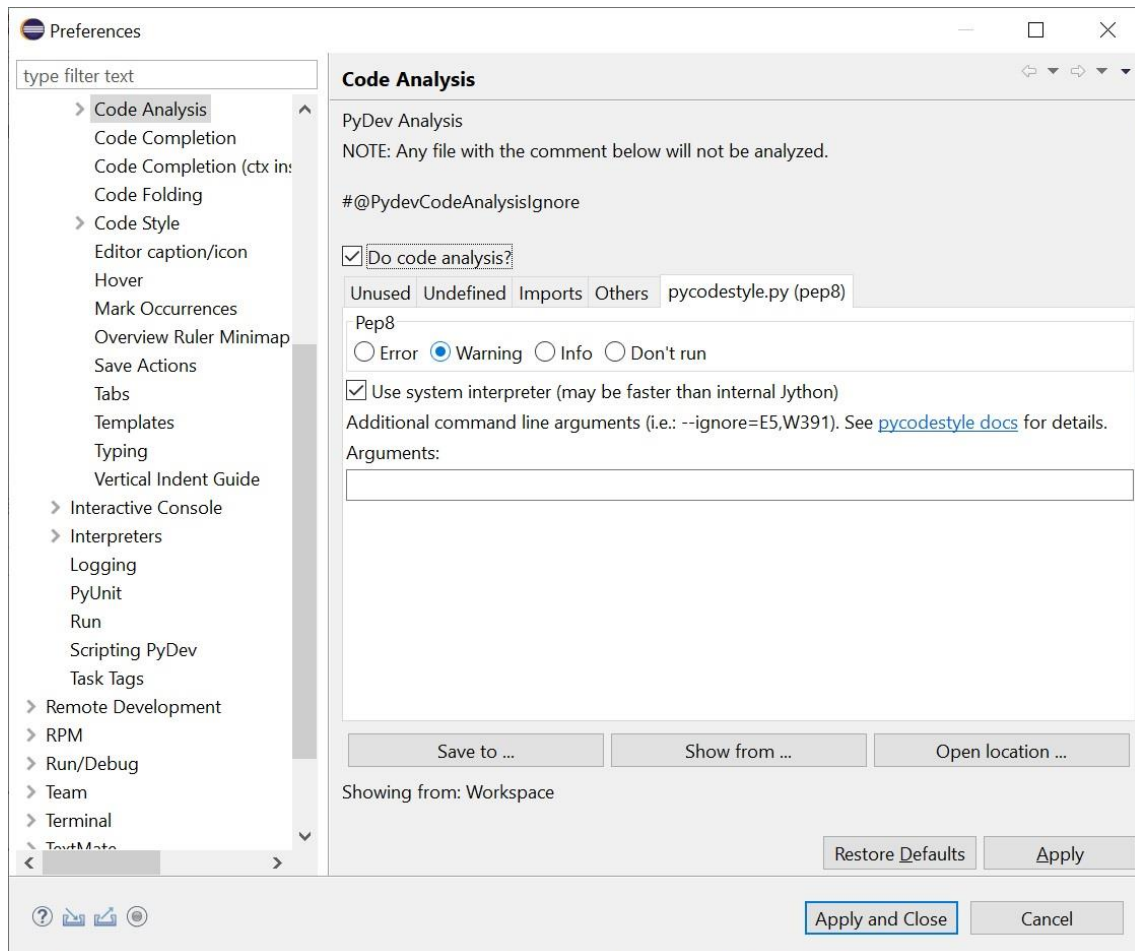 Preferences
type filter text
Code Analysis
Code Completion
Code Completion (ctx in
Code Folding
Code Style
Editor caption/icon
Hover
Mark Occurrences
Overview Ruler Minimap
Save Actions
Tabs
Templates
Typing
Vertical Indent Guide
Interactive Console
Interpreters
Logging
PyUnit
Run
Scripting PyDev
Task Tags
Remote Development
RPM
Run/Debug
Team
Terminal
TextMate
Code Analysis
PyDev Analysis
NOTE: Any file with the comment below will not be analyzed.
#@PydevCodeAnalysisIgnore
Do code analysis?
Unused Undefined Imports Others pycodestyle.py (pep8)
Pep8
Error Warning Info Don't run
Use system interpreter (may be faster than internal Jython)
Additional command line arguments (i.e.: --ignore=E5,W391). See pycodestyle docs for details.
Arguments:
Save to ... Show from ... Open location ...
Showing from: Workspace
Restore Defaults Apply
? Apply and Close Cancel